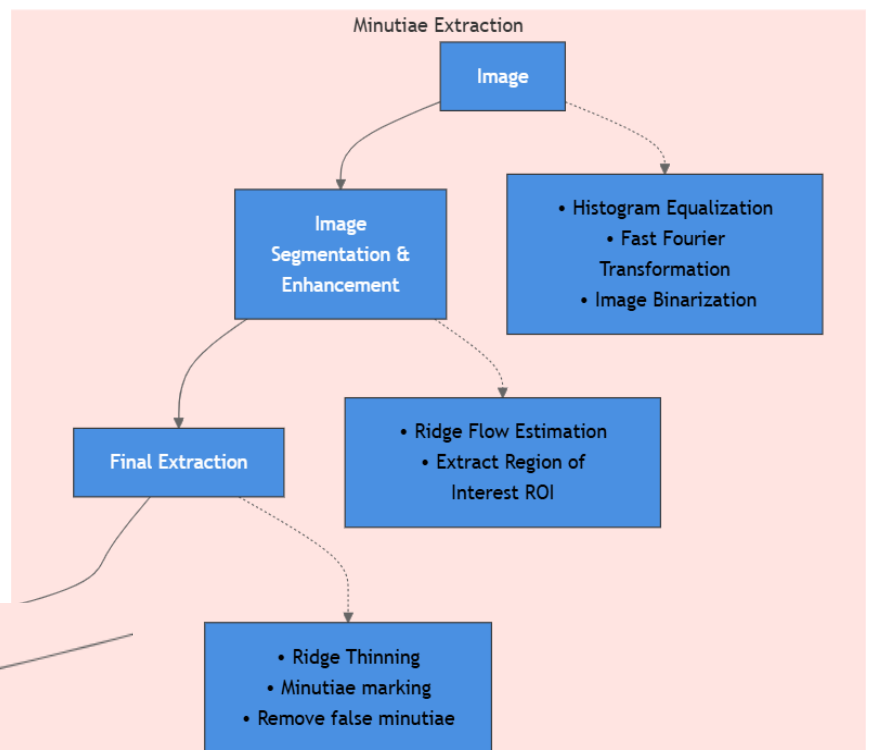 Minutiae Extraction
Image
Image
Segmentation &
Enhancement
• Histogram Equalization
• Fast Fourier
Transformation
• Image Binarization
Final Extraction
• Ridge Flow Estimation
• Extract Region of
Interest ROI
• Ridge Thinning
• Minutiae marking
• Remove false minutiae